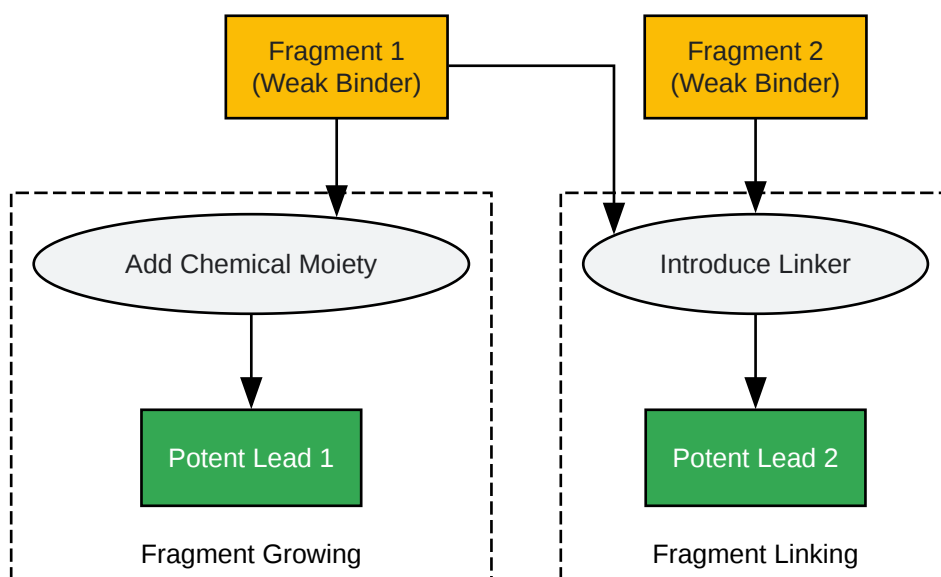 Fragment 1
(Weak Binder)
Fragment 2
(Weak Binder)
Add Chemical Moiety
Introduce Linker
Potent Lead 1
Potent Lead 2
Fragment Growing
Fragment Linking